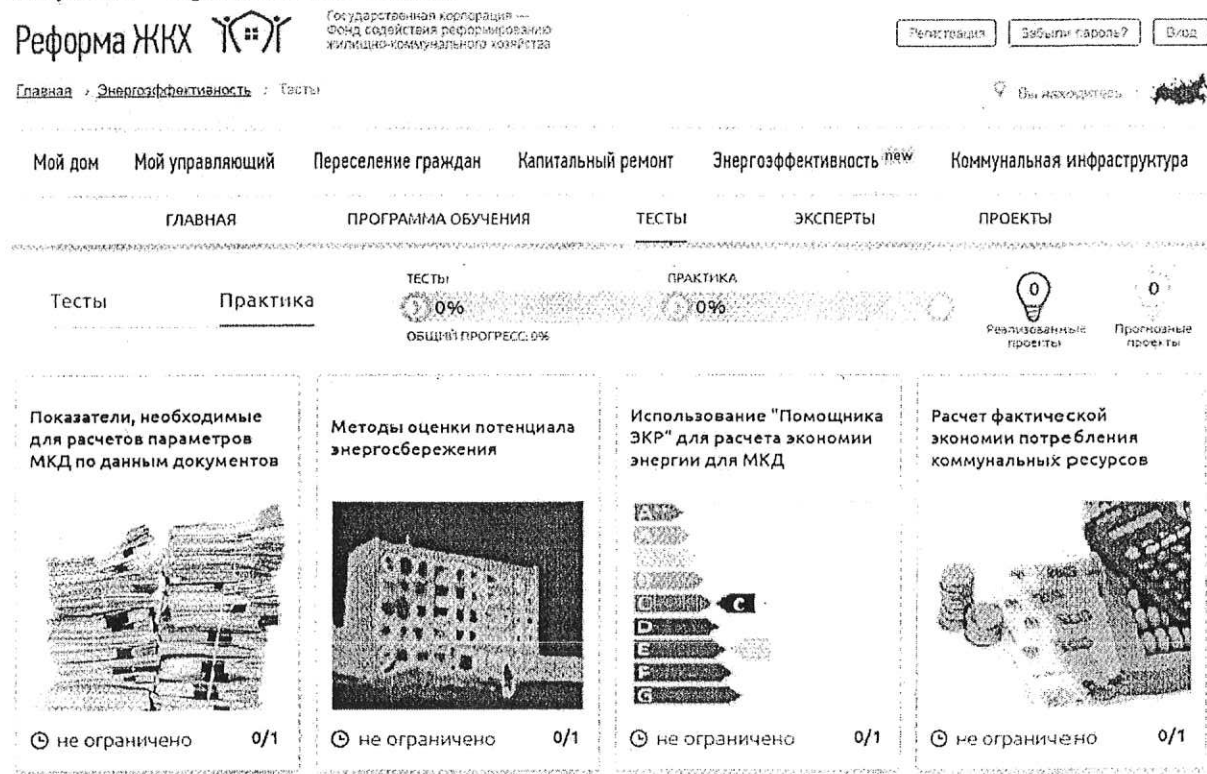 Реформа ЖКХ
Государственная корпорация —
Фонд содействия реформированию
жилищно-коммунального хозяйства
Регистрация
Забыли пароль?
Вход
Главная › Энергоэффективность › Тесты
Вы находитесь
Мой дом Мой управляющий Переселение граждан Капитальный ремонт Энергоэффективность new Коммунальная инфраструктура
ГЛАВНАЯ ПРОГРАММА ОБУЧЕНИЯ ТЕСТЫ ЭКСПЕРТЫ ПРОЕКТЫ
Тесты Практика
ТЕСТЫ
0%
ОБЩИЙ ПРОГРЕСС: 0%
ПРАКТИКА
0%
0
Реализованные
проекты
0
Прогнозные
проекты
Показатели, необходимые
для расчетов параметров
МКД по данным документов
не ограничено 0/1
Методы оценки потенциала
энергосбережения
не ограничено 0/1
Использование "Помощника
ЭКР" для расчета экономии
энергии для МКД
A
C
C
D
E
F
G
не ограничено 0/1
Расчет фактической
экономии потребления
коммунальных ресурсов
не ограничено 0/1